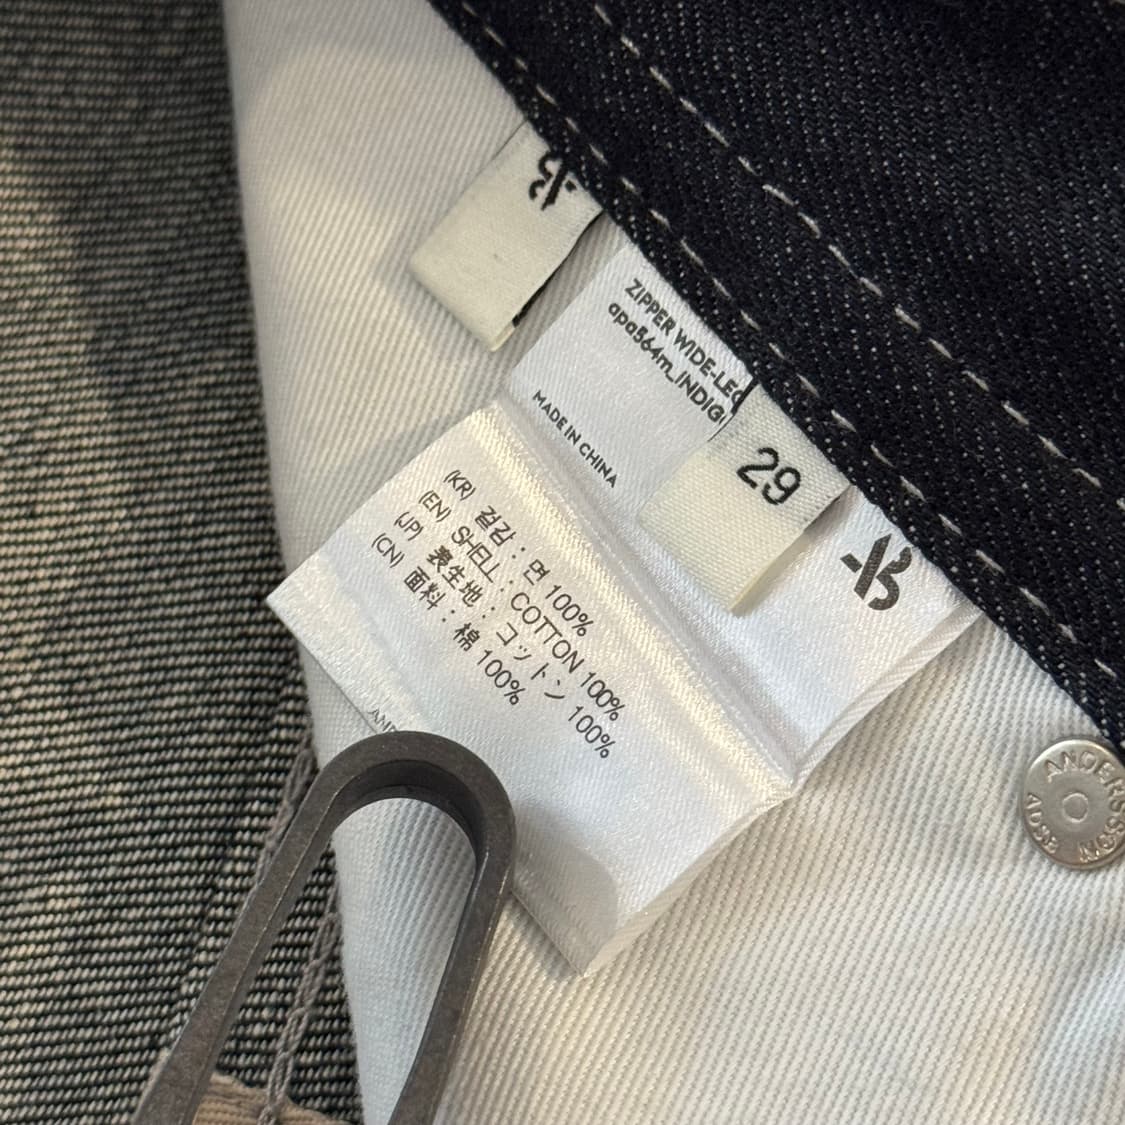 ZIPPER WIDE-LEG
apa564m_INDIGO
MADE IN CHINA
29
(KR) 겉감 : 면 100%
(EN) SHELL : COTTON 100%
(JP) 表生地 : コットン 100%
(CN) 面料 : 棉 100%
ANDERSSON
ADSB